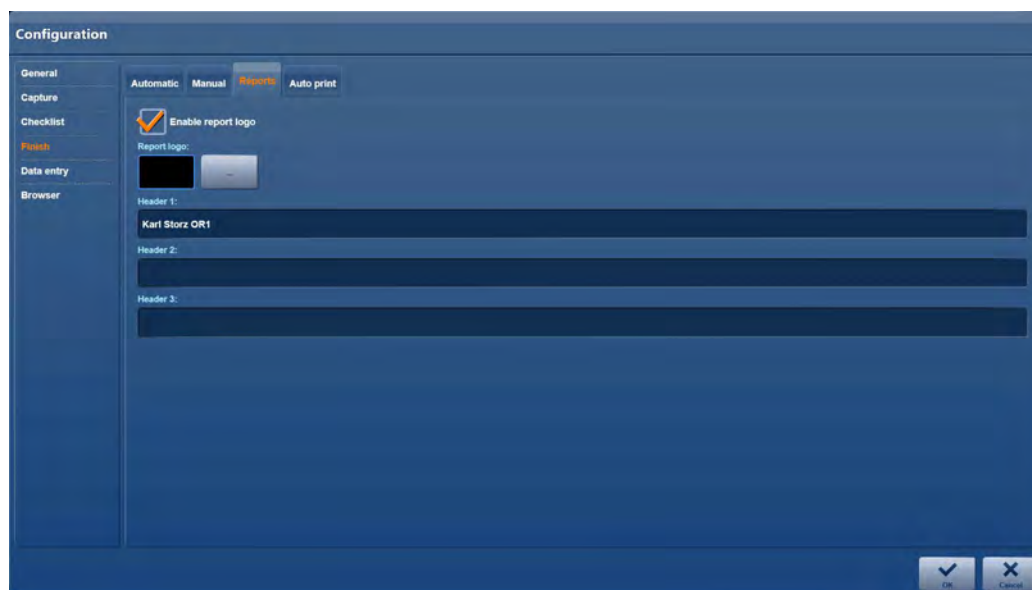 Configuration
General
Capture
Checklist
Finish
Data entry
Browser
Automatic Manual Reports Auto print
Enable report logo
Report logo:
...
Header 1:
Karl Storz OR1
Header 2:
Header 3:
OK Cancel